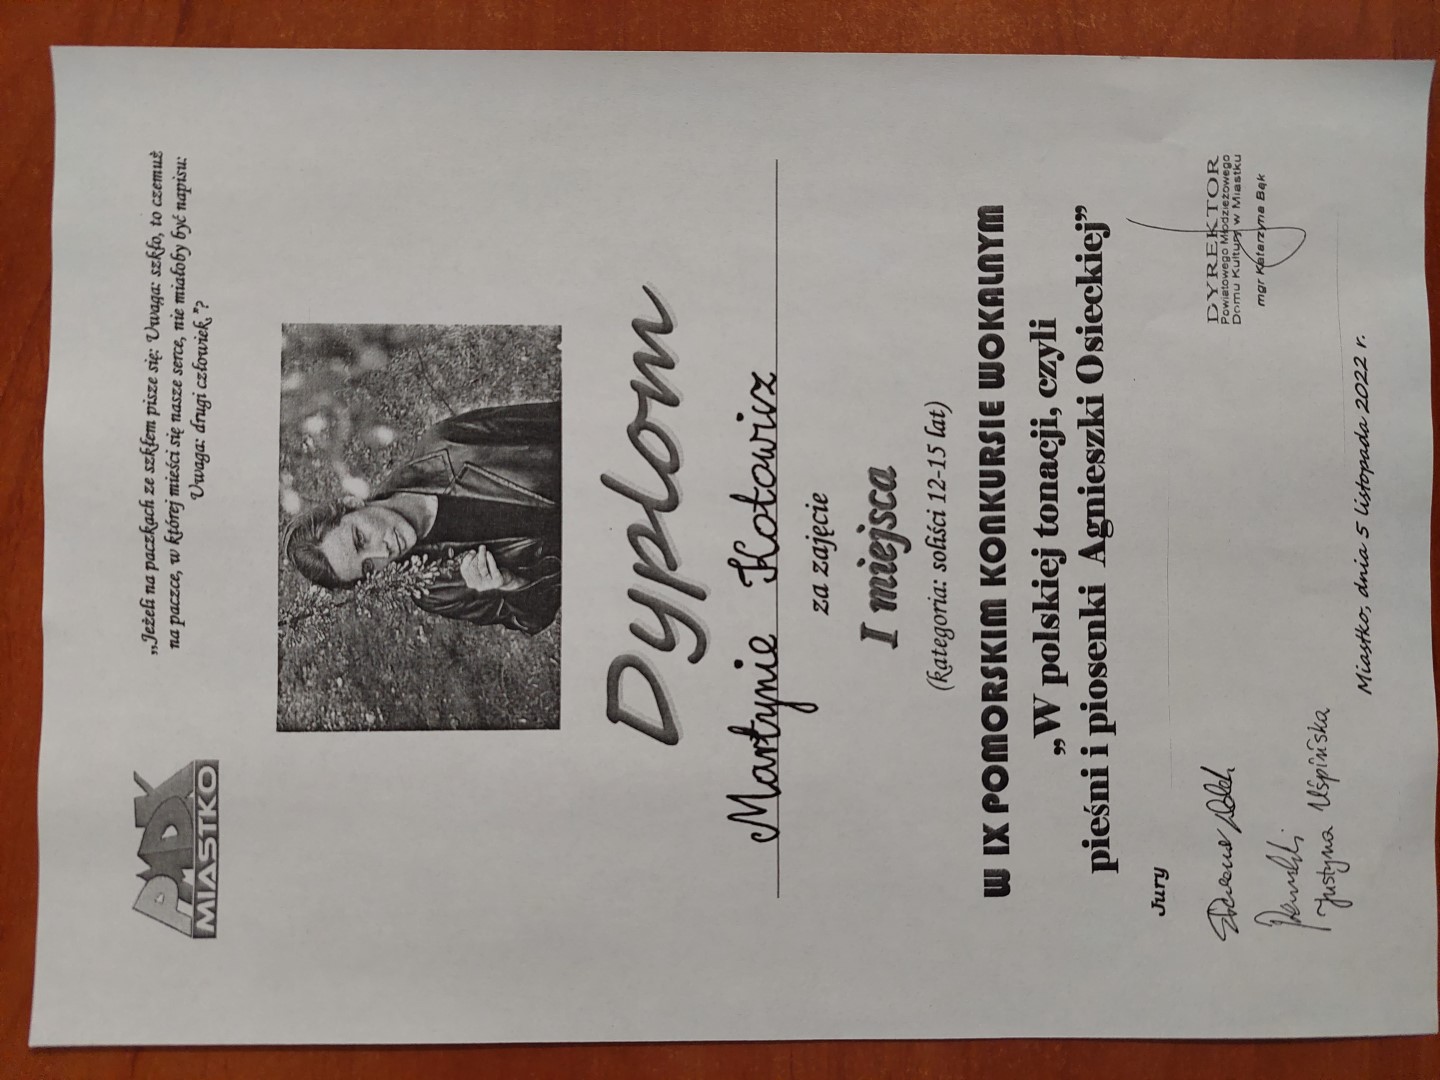 PMDK
MIASTKO
„Jeżeli na paczkach ze szkłem pisze się: Uwaga: szkło, to czemuż
na paczce, w której mieści się nasze serce, nie miałoby być napisu:
Uwaga: drugi człowiek."?
Dyplom
Martynie Kotowicz
za zajęcie
I miejsca
(kategoria: soliści 12-15 lat)
W IX POMORSKIM KONKURSIE WOKALNYM
„W polskiej tonacji, czyli
pieśni i piosenki Agnieszki Osieckiej”
Jury
DYREKTOR
Powiatowego Młodzieżowego
Domu Kultury w Miastku
mgr Katarzyna Bąk
Justyna
Miastko, dnia 5 listopada 2022 r.